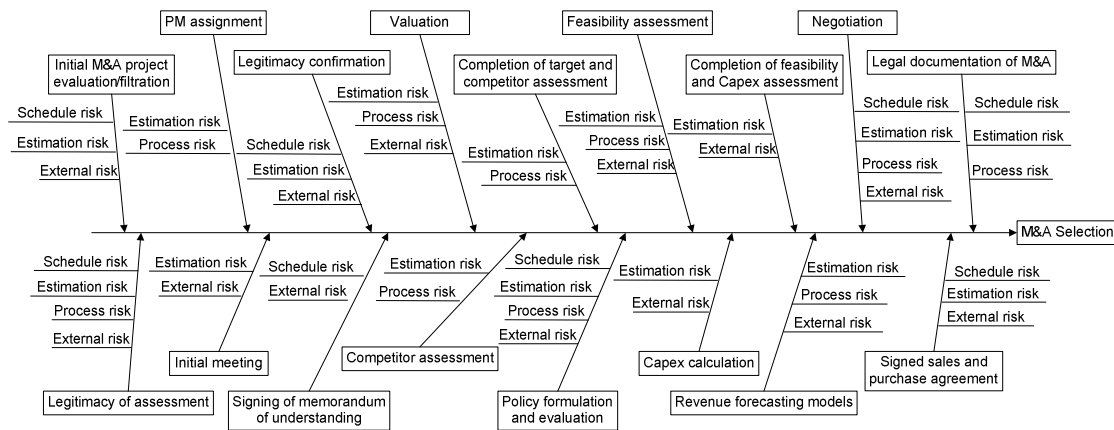 PM assignment
Valuation
Feasibility assessment
Negotiation
Initial M&A project
evaluation/filtration
Legitimacy confirmation
Completion of target and
competitor assessment
Completion of feasibility
and Capex assessment
Legal documentation of M&A
Schedule risk
Estimation risk
External risk
Estimation risk
Process risk
Schedule risk
Estimation risk
External risk
Estimation risk
Process risk
External risk
Estimation risk
Process risk
Estimation risk
Process risk
External risk
Estimation risk
External risk
Schedule risk
Estimation risk
Process risk
External risk
Schedule risk
Estimation risk
Process risk
M&A Selection
Schedule risk
Estimation risk
Process risk
External risk
Legitimacy of assessment
Estimation risk
External risk
Initial meeting
Schedule risk
External risk
Signing of memorandum
of understanding
Estimation risk
Process risk
Competitor assessment
Schedule risk
Estimation risk
Process risk
External risk
Policy formulation
and evaluation
Estimation risk
External risk
Capex calculation
Estimation risk
Process risk
External risk
Revenue forecasting models
Schedule risk
Estimation risk
External risk
Signed sales and
purchase agreement